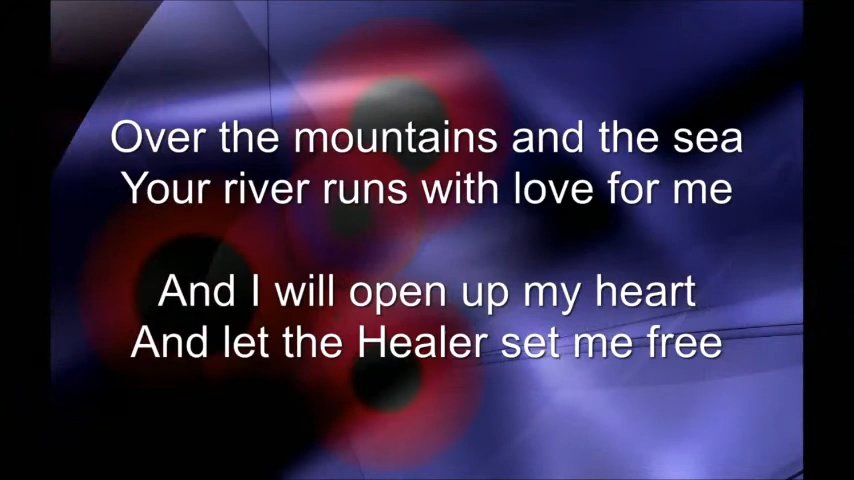 Over the mountains and the sea
Your river runs with love for me
And I will open up my heart
And let the Healer set me free